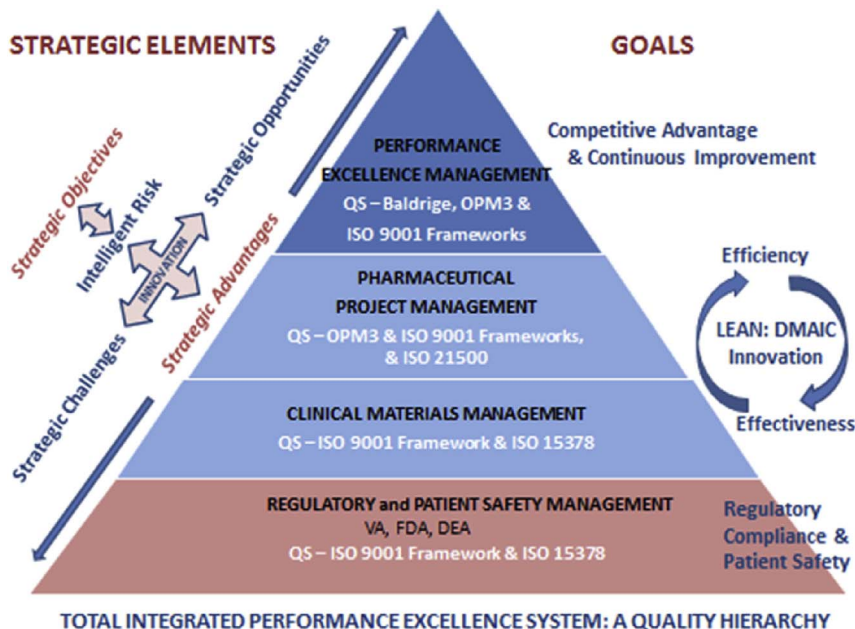 STRATEGIC ELEMENTS
GOALS
Strategic Objectives
Intelligent Risk
INNOVATION
Strategic Opportunities
Strategic Advantages
Strategic Challenges
PERFORMANCE
EXCELLENCE MANAGEMENT
QS – Baldrige, OPM3 &
ISO 9001 Frameworks
Competitive Advantage
& Continuous Improvement
PHARMACEUTICAL
PROJECT MANAGEMENT
QS – OPM3 & ISO 9001 Frameworks,
& ISO 21500
Efficiency
LEAN: DMAIC
Innovation
Effectiveness
CLINICAL MATERIALS MANAGEMENT
QS – ISO 9001 Framework & ISO 15378
REGULATORY and PATIENT SAFETY MANAGEMENT
VA, FDA, DEA
QS – ISO 9001 Framework & ISO 15378
Regulatory
Compliance &
Patient Safety
TOTAL INTEGRATED PERFORMANCE EXCELLENCE SYSTEM: A QUALITY HIERARCHY